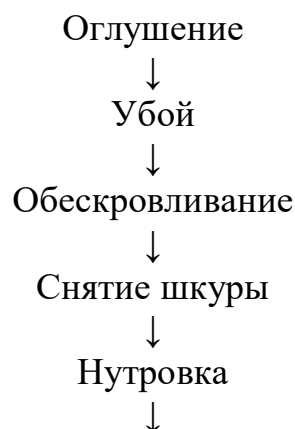 Оглушение
↓
Убой
↓
Обескровливание
↓
Снятие шкуры
↓
Нутровка
↓